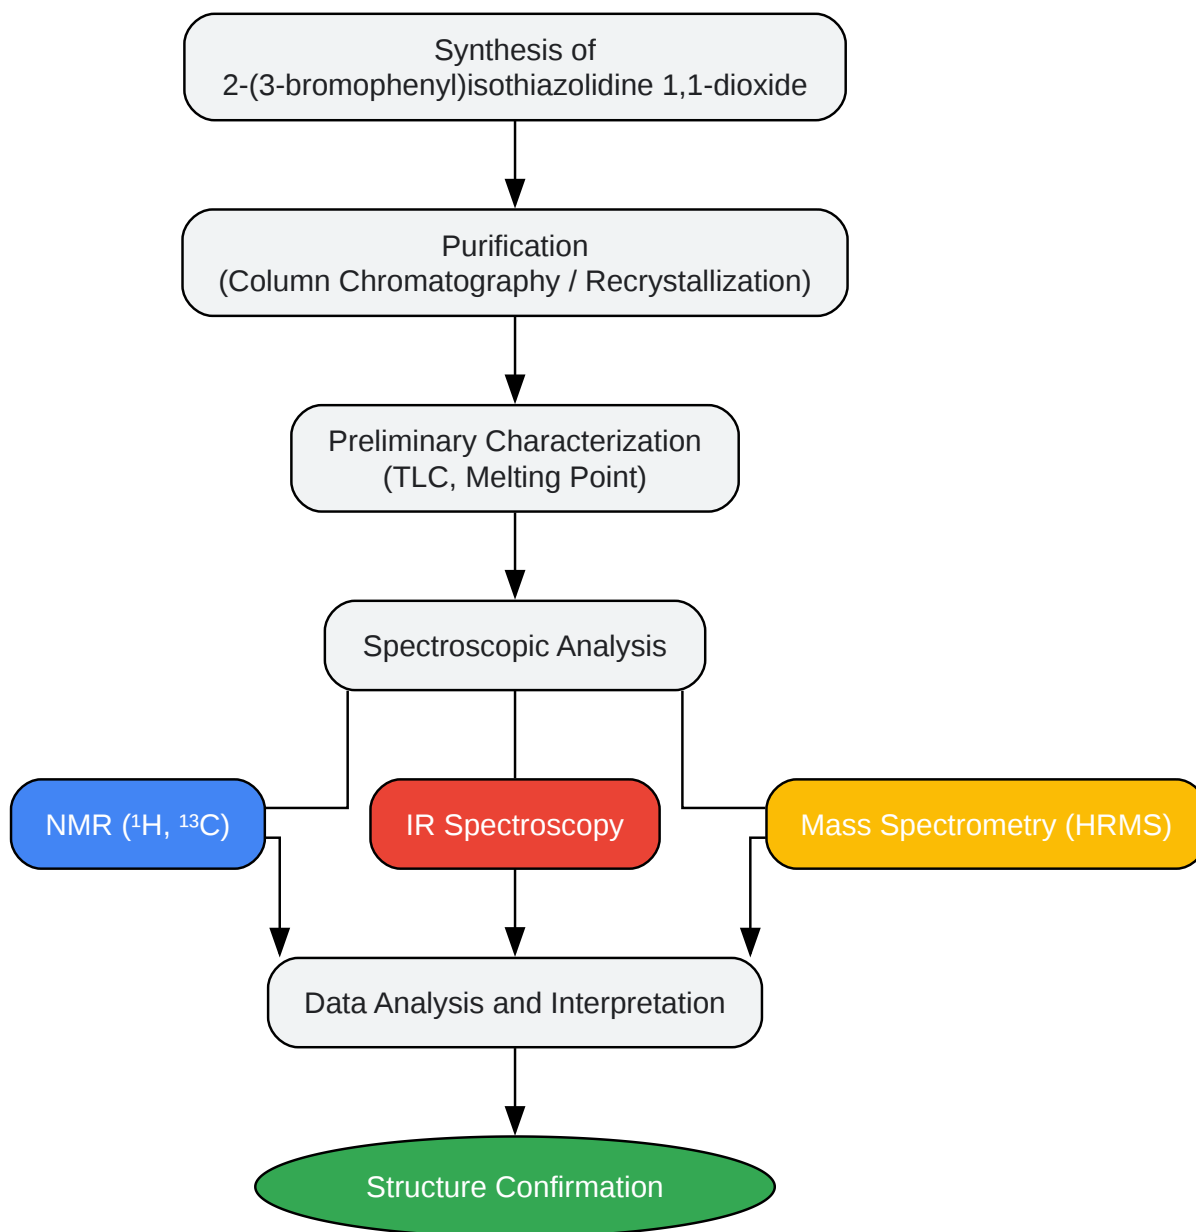 Synthesis of
2-(3-bromophenyl)isothiazolidine 1,1-dioxide
Purification
(Column Chromatography / Recrystallization)
Preliminary Characterization
(TLC, Melting Point)
Spectroscopic Analysis
NMR (¹H, ¹³C)
IR Spectroscopy
Mass Spectrometry (HRMS)
Data Analysis and Interpretation
Structure Confirmation